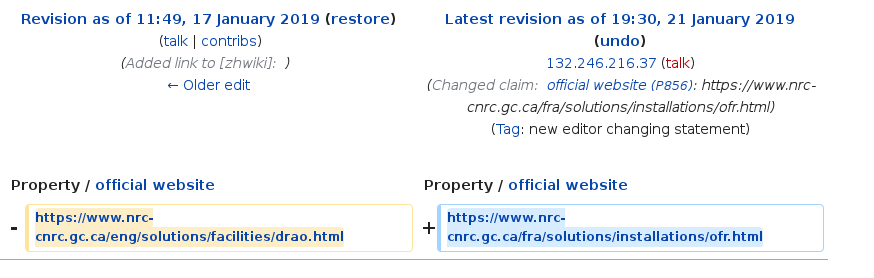 Revision as of 11:49, 17 January 2019 (restore)
(talk | contribs)
(Added link to [zhwiki]: )
← Older edit
Latest revision as of 19:30, 21 January 2019
(undo)
132.246.216.37 (talk)
(Changed claim: official website (P856): https://www.nrc-
cnrc.gc.ca/fra/solutions/installations/ofr.html)
(Tag: new editor changing statement)
Property / official website
- https://www.nrc-
cnrc.gc.ca/eng/solutions/facilities/drao.html
Property / official website
+ https://www.nrc-
cnrc.gc.ca/fra/solutions/installations/ofr.html